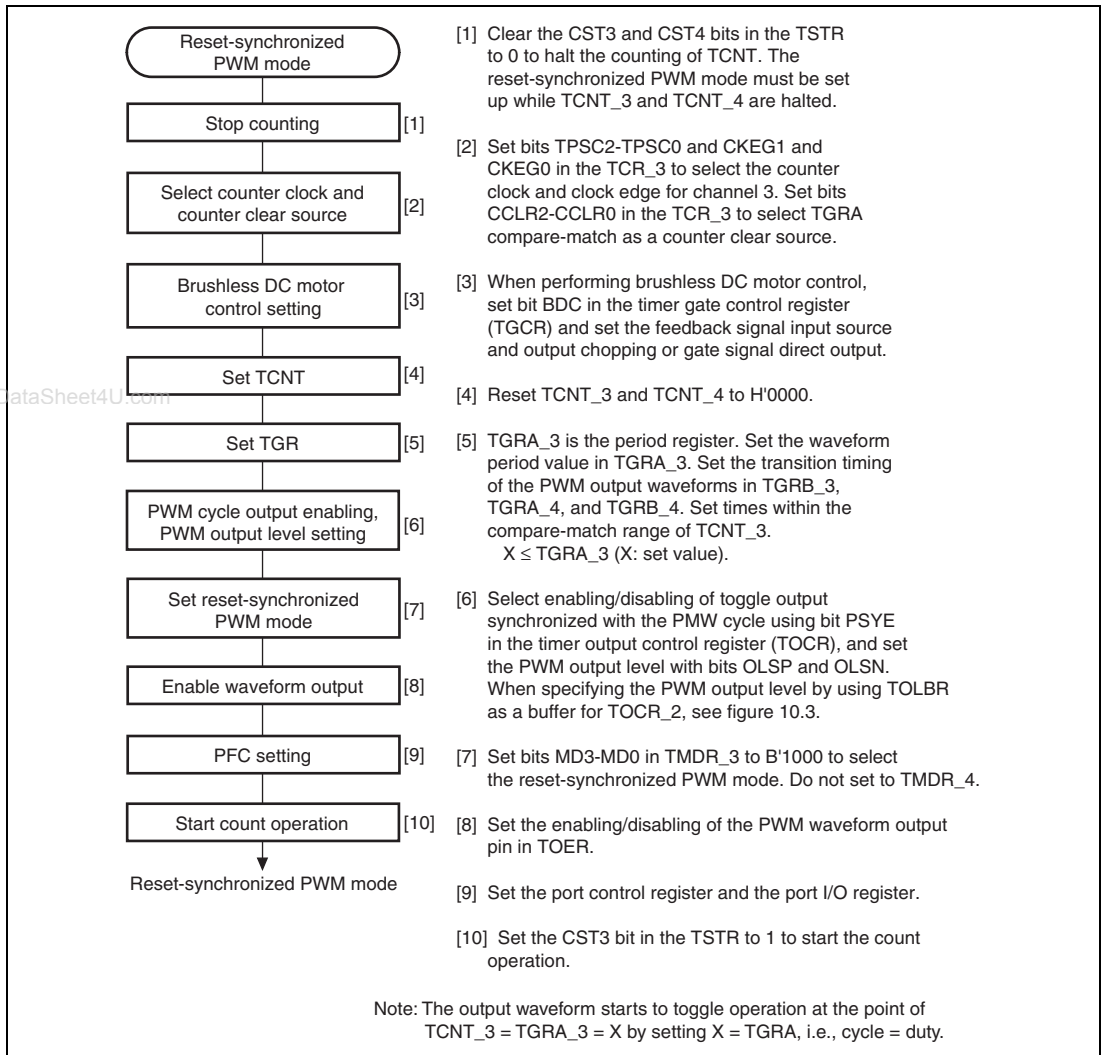 Reset-synchronized
PWM mode
Stop counting
[1]
Select counter clock and
counter clear source
[2]
Brushless DC motor
control setting
[3]
Set TCNT
[4]
Set TGR
[5]
PWM cycle output enabling,
PWM output level setting
[6]
Set reset-synchronized
PWM mode
[7]
Enable waveform output
[8]
PFC setting
[9]
Start count operation
[10]
Reset-synchronized PWM mode
[1] Clear the CST3 and CST4 bits in the TSTR
to 0 to halt the counting of TCNT. The
reset-synchronized PWM mode must be set
up while TCNT_3 and TCNT_4 are halted.
[2] Set bits TPSC2-TPSC0 and CKEG1 and
CKEG0 in the TCR_3 to select the counter
clock and clock edge for channel 3. Set bits
CCLR2-CCLR0 in the TCR_3 to select TGRA
compare-match as a counter clear source.
[3] When performing brushless DC motor control,
set bit BDC in the timer gate control register
(TGCR) and set the feedback signal input source
and output chopping or gate signal direct output.
[4] Reset TCNT_3 and TCNT_4 to H'0000.
[5] TGRA_3 is the period register. Set the waveform
period value in TGRA_3. Set the transition timing
of the PWM output waveforms in TGRB_3,
TGRA_4, and TGRB_4. Set times within the
compare-match range of TCNT_3.
X ≤ TGRA_3 (X: set value).
[6] Select enabling/disabling of toggle output
synchronized with the PMW cycle using bit PSYE
in the timer output control register (TOCR), and set
the PWM output level with bits OLSP and OLSN.
When specifying the PWM output level by using TOLBR
as a buffer for TOCR_2, see figure 10.3.
[7] Set bits MD3-MD0 in TMDR_3 to B'1000 to select
the reset-synchronized PWM mode. Do not set to TMDR_4.
[8] Set the enabling/disabling of the PWM waveform output
pin in TOER.
[9] Set the port control register and the port I/O register.
[10] Set the CST3 bit in the TSTR to 1 to start the count
operation.
Note: The output waveform starts to toggle operation at the point of
TCNT_3 = TGRA_3 = X by setting X = TGRA, i.e., cycle = duty.
DataSheet4U.com